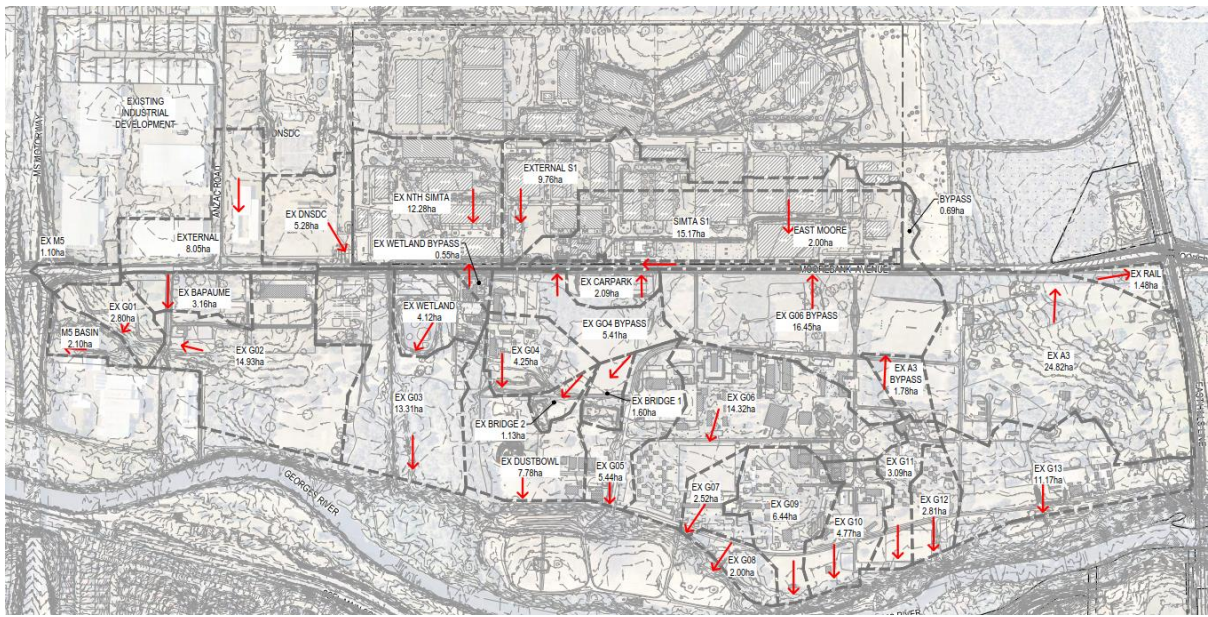 EXISTING
INDUSTRIAL
DEVELOPMENT
M5 MOTORWAY
ANZAC ROAD
DNSDC
EX DNSDC
5.28ha
EXTERNAL
8.05ha
EX M5
1.10ha
EX NTH SIMTA
12.28ha
EX WETLAND BYPASS
0.55ha
EXTERNAL S1
9.76ha
SIMTA S1
15.17ha
EAST MOORE
2.00ha
BYPASS
0.69ha
MOOREBANK AVENUE
EX RAIL
1.48ha
EX G01
2.80ha
EX BAPAUME
3.16ha
M5 BASIN
2.10ha
EX G02
14.93ha
EX WETLAND
4.12ha
EX CARPARK
2.09ha
EX GO4 BYPASS
5.41ha
EX G06 BYPASS
16.45ha
EX G04
4.25ha
EX A3
BYPASS
1.78ha
EX A3
24.82ha
EX G03
13.31ha
EX BRIDGE 2
1.13ha
EX BRIDGE 1
1.60ha
EX G06
14.32ha
EX DUSTBOWL
7.78ha
EX G05
5.44ha
EX G07
2.52ha
EX G09
6.44ha
EX G11
3.09ha
EX G10
4.77ha
EX G12
2.81ha
EX G13
11.17ha
EX G08
2.00ha
GEORGES RIVER
RIVER